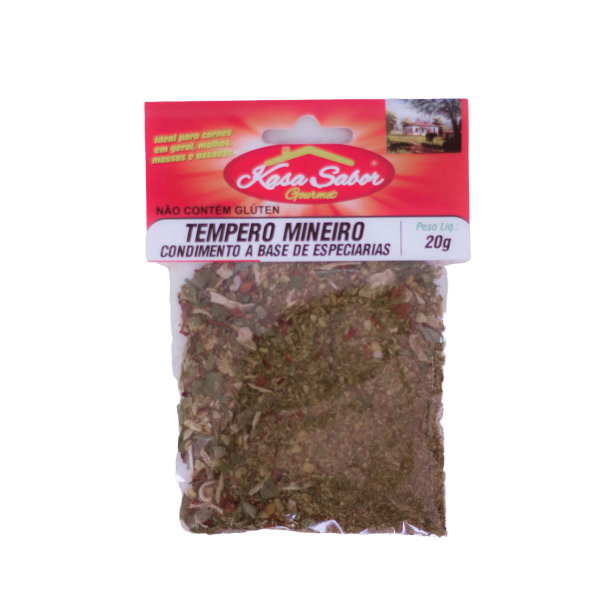 Ideal para carnes
em geral, molhos,
massas e assados.
Kasa Sabor
®
Gourmet
NÃO CONTÉM GLÚTEN
TEMPERO MINEIRO
CONDIMENTO A BASE DE ESPECIARIAS
Peso Liq.:
20g